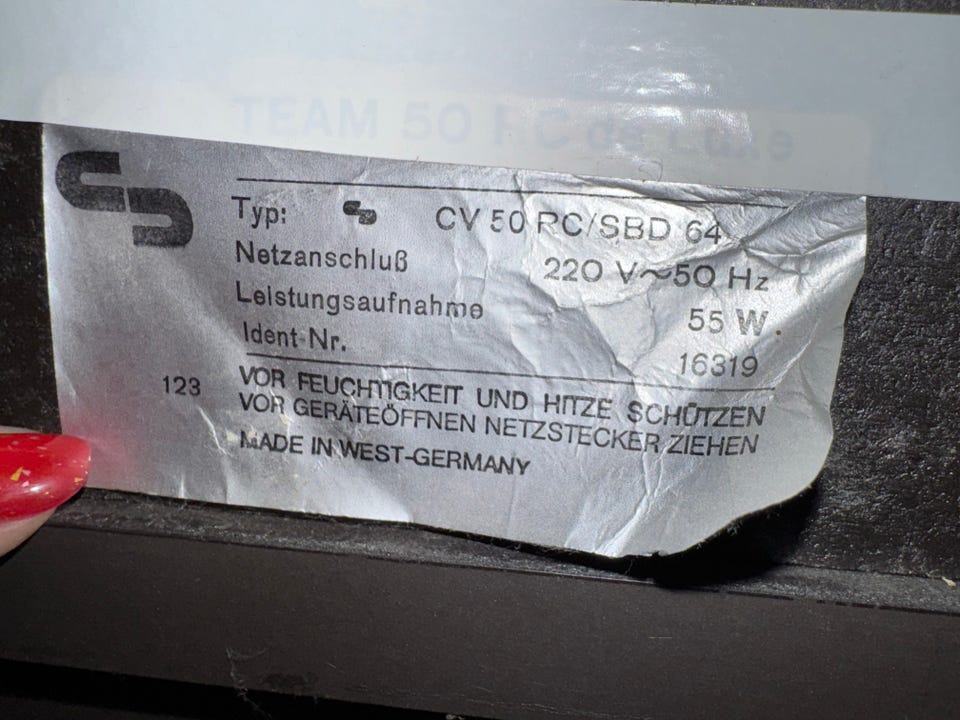 TEAM 50 RC de Luxe
Typ: CV 50 RC/SBD 64
Netzanschluß 220 V~50 Hz
Leistungsaufnahme 55 W
Ident-Nr. 16319
123
VOR FEUCHTIGKEIT UND HITZE SCHÜTZEN
VOR GERÄTEÖFFNEN NETZSTECKER ZIEHEN
MADE IN WEST-GERMANY